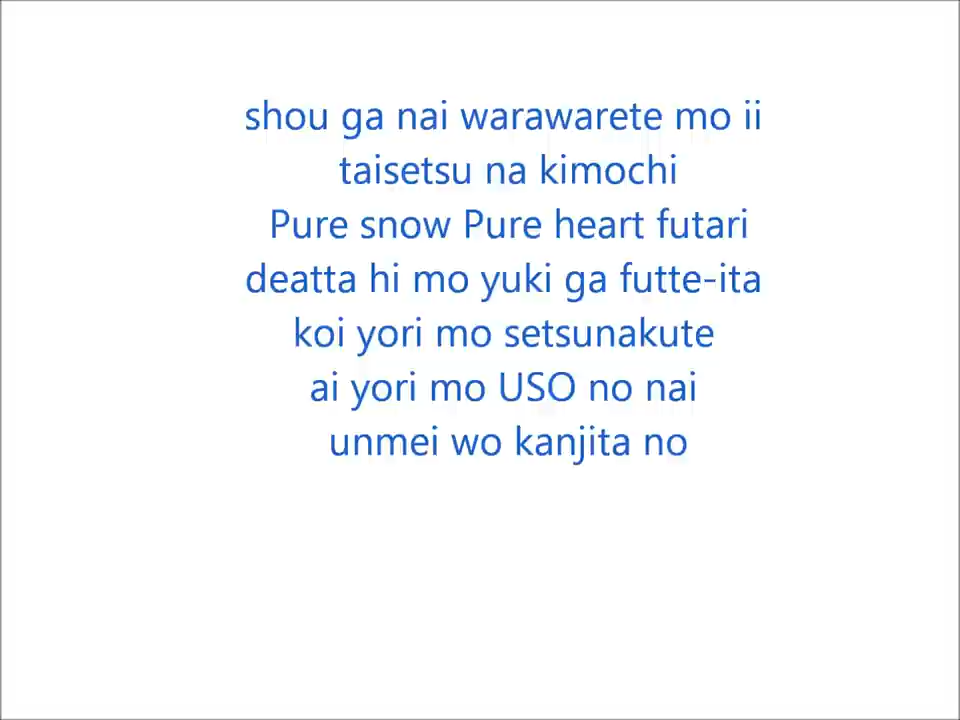 shou ga nai warawarete mo ii
taisetsu na kimochi
Pure snow Pure heart futari
deatta hi mo yuki ga futte-ita
koi yori mo setsunakute
ai yori mo USO no nai
unmei wo kanjita no